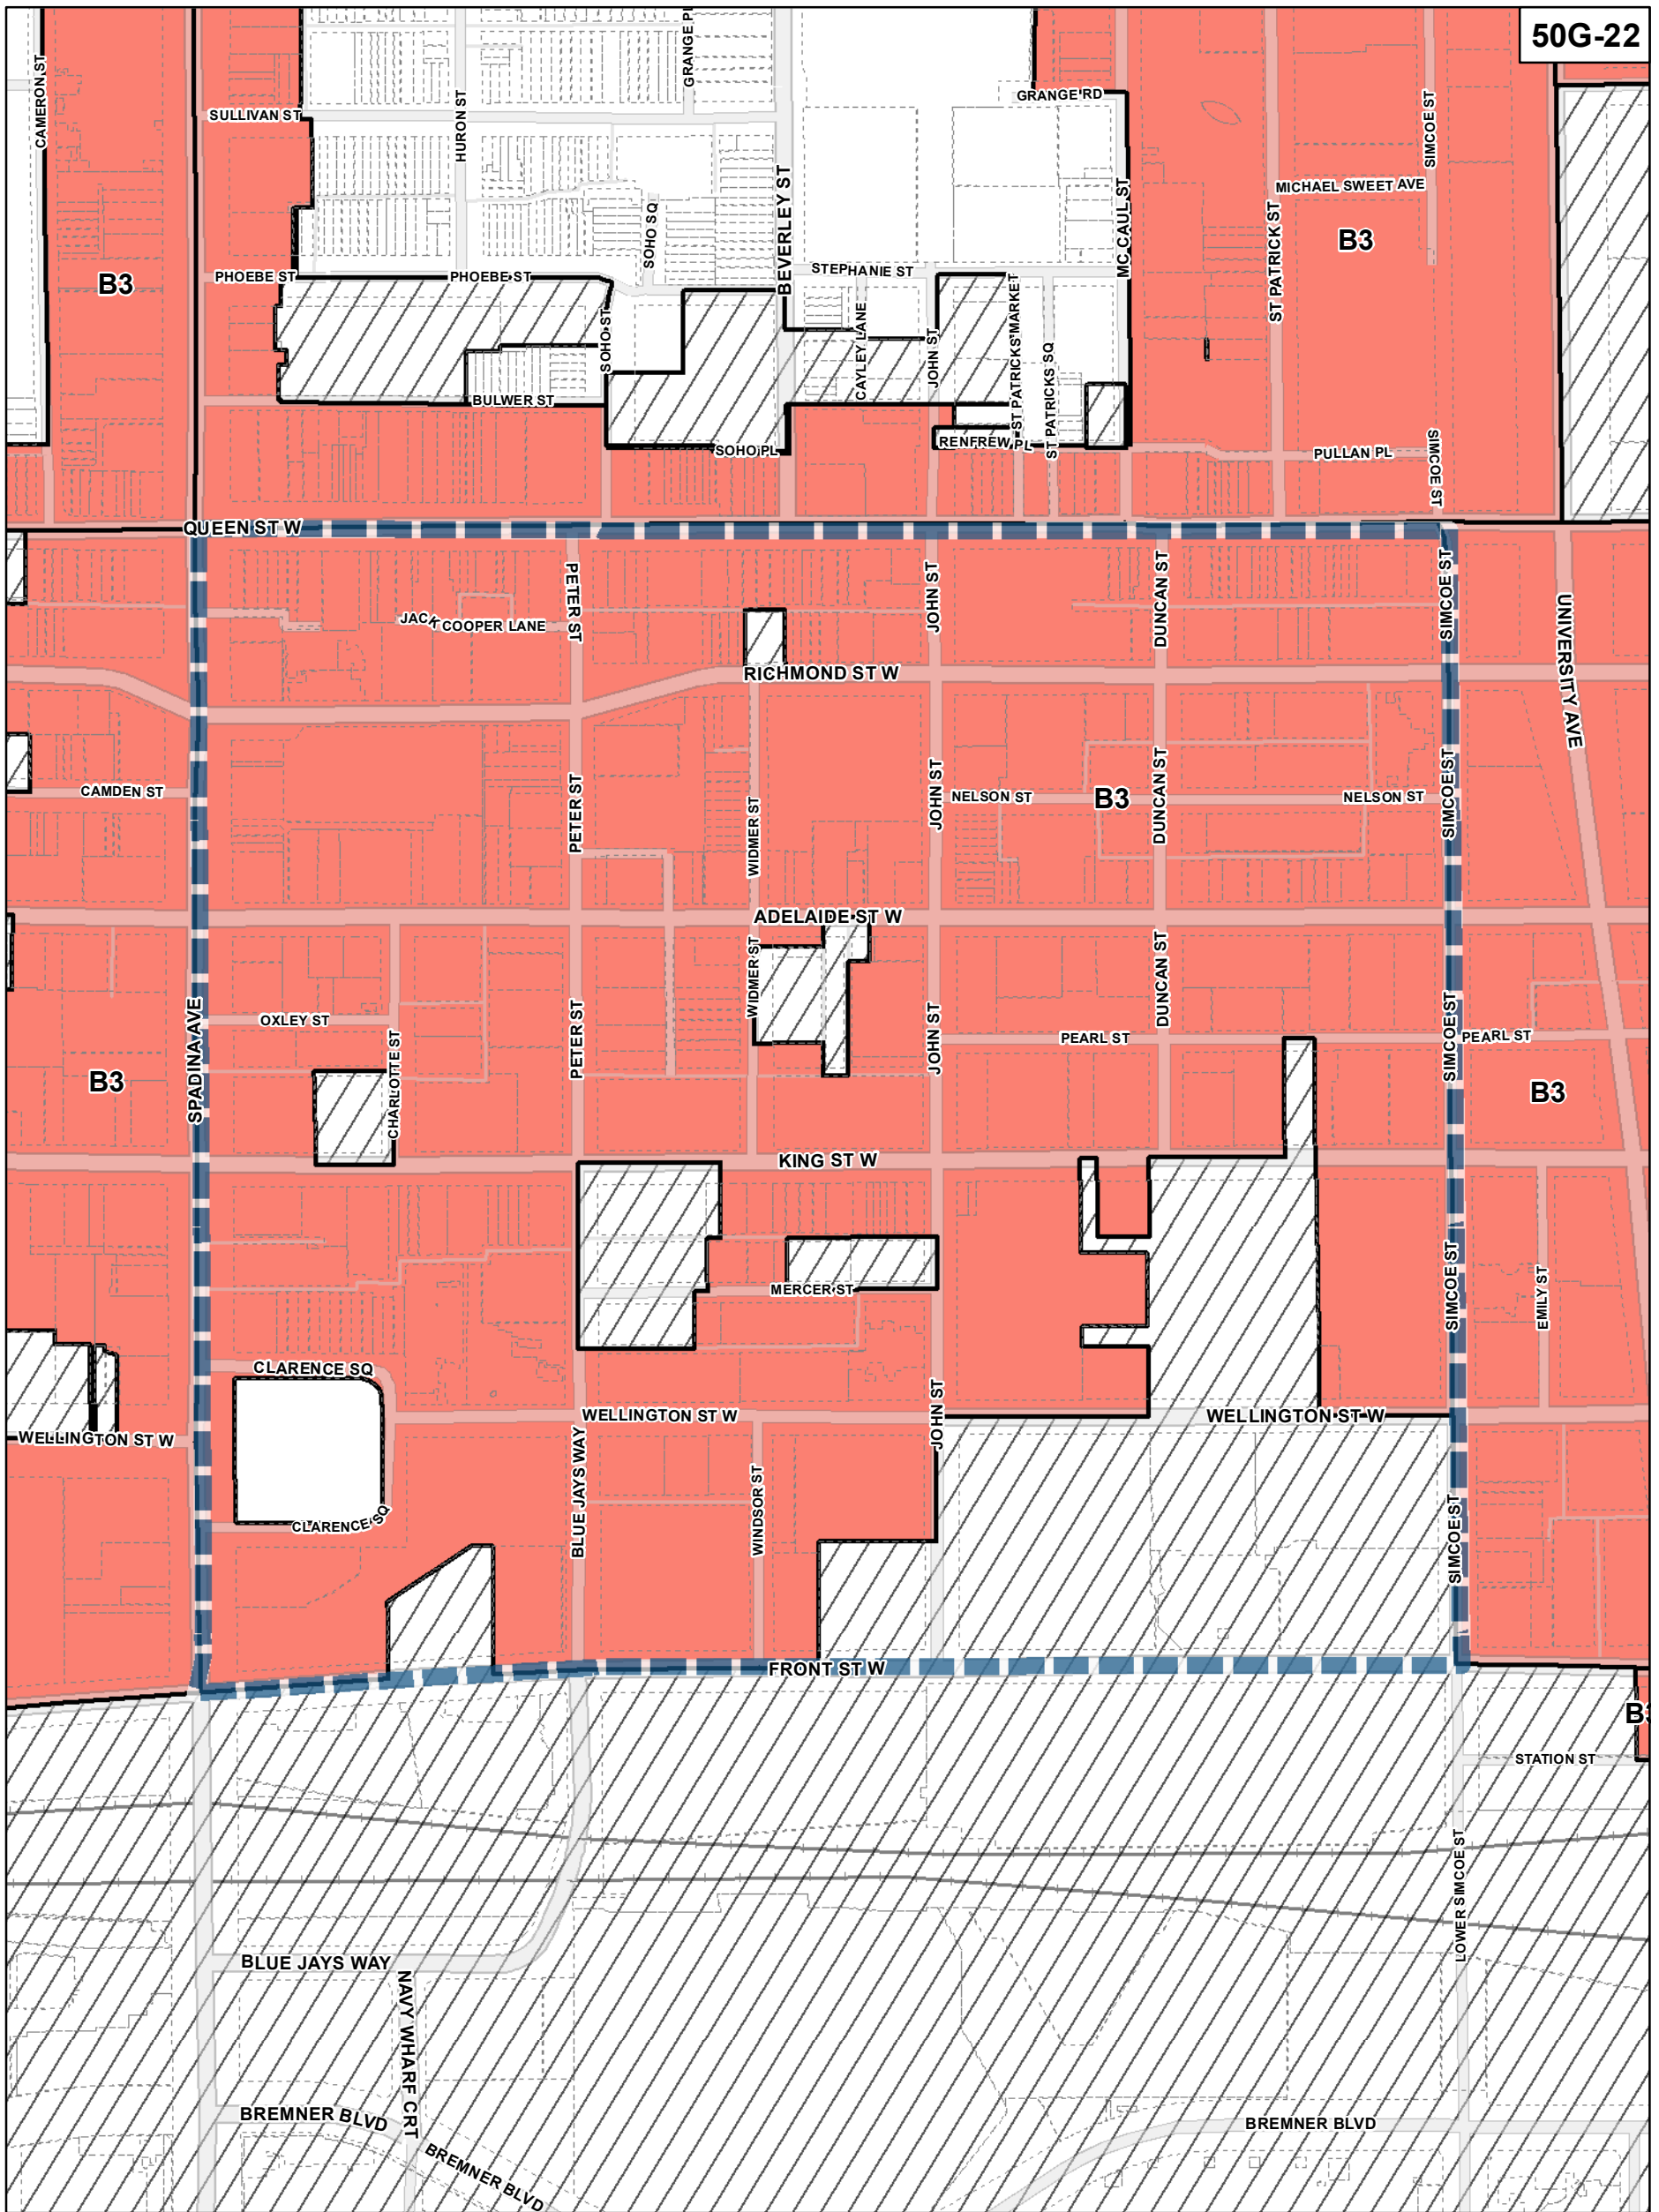 50G-22
CAMERON ST
GRANGE PL
HURON ST
SULLIVAN ST
GRANGE RD
SIMCOE ST
MICHAEL SWEET AVE
BEVERLEY ST
MC CAUL ST
ST PATRICK ST
SOHO SQ
B3
B3
PHOEBE ST
PHOEBE ST
STEPHANIE ST
SOHO ST
CAYLEY LANE
JOHN ST
ST PATRICKS MARKET
ST PATRICKS SQ
BULWER ST
SOHO PL
RENFREW PL
PULLAN PL
SIMCOE ST
QUEEN ST W
PETER ST
JOHN ST
DUNCAN ST
SIMCOE ST
UNIVERSITY AVE
JACK COOPER LANE
RICHMOND ST W
CAMDEN ST
PETER ST
WIDMER ST
JOHN ST
NELSON ST
B3
DUNCAN ST
NELSON ST
SIMCOE ST
ADELAIDE ST W
SPADINA AVE
OXLEY ST
CHARLOTTE ST
PETER ST
WIDMER ST
JOHN ST
DUNCAN ST
PEARL ST
SIMCOE ST
PEARL ST
B3
B3
KING ST W
MERCER ST
SIMCOE ST
EMILY ST
CLARENCE SQ
WELLINGTON ST W
WELLINGTON ST W
WELLINGTON ST W
JOHN ST
BLUE JAYS WAY
WINDSOR ST
SIMCOE ST
CLARENCE SQ
FRONT ST W
B3
STATION ST
LOWER SIMCOE ST
BLUE JAYS WAY
NAVY WHARF CRT
BREMNER BLVD
BREMNER BLVD
BREMNER BLVD